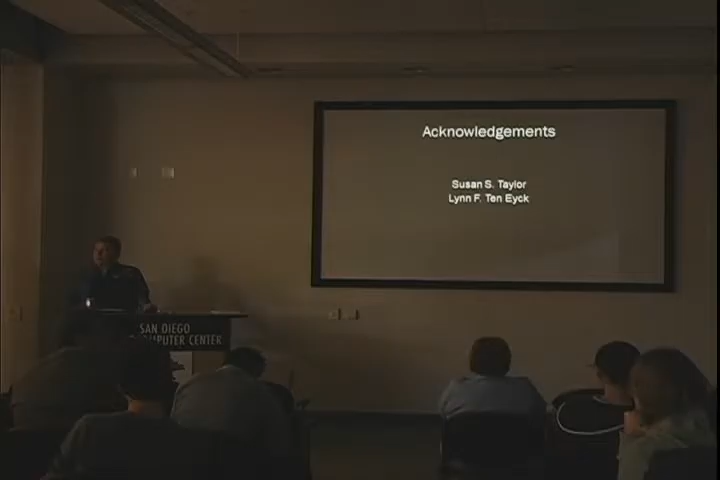 Acknowledgements
Susan S. Taylor
Lynn F. Ten Eyck
SAN DIEGO
COMPUTER CENTER